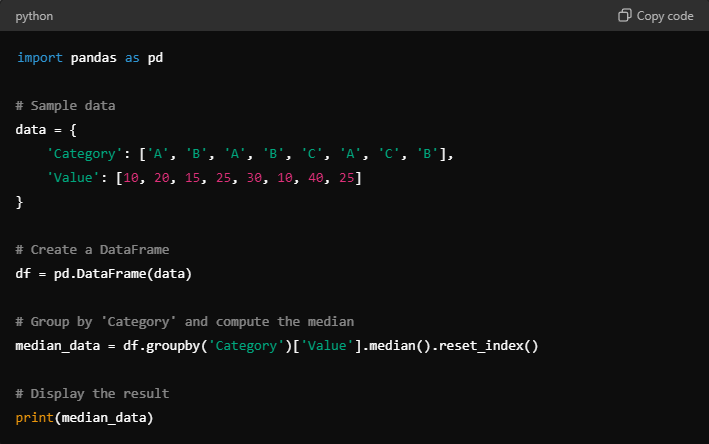 python
Copy code
import pandas as pd
# Sample data
data = {
    'Category': ['A', 'B', 'A', 'B', 'C', 'A', 'C', 'B'],
    'Value': [10, 20, 15, 25, 30, 10, 40, 25]
}
# Create a DataFrame
df = pd.DataFrame(data)
# Group by 'Category' and compute the median
median_data = df.groupby('Category')['Value'].median().reset_index()
# Display the result
print(median_data)